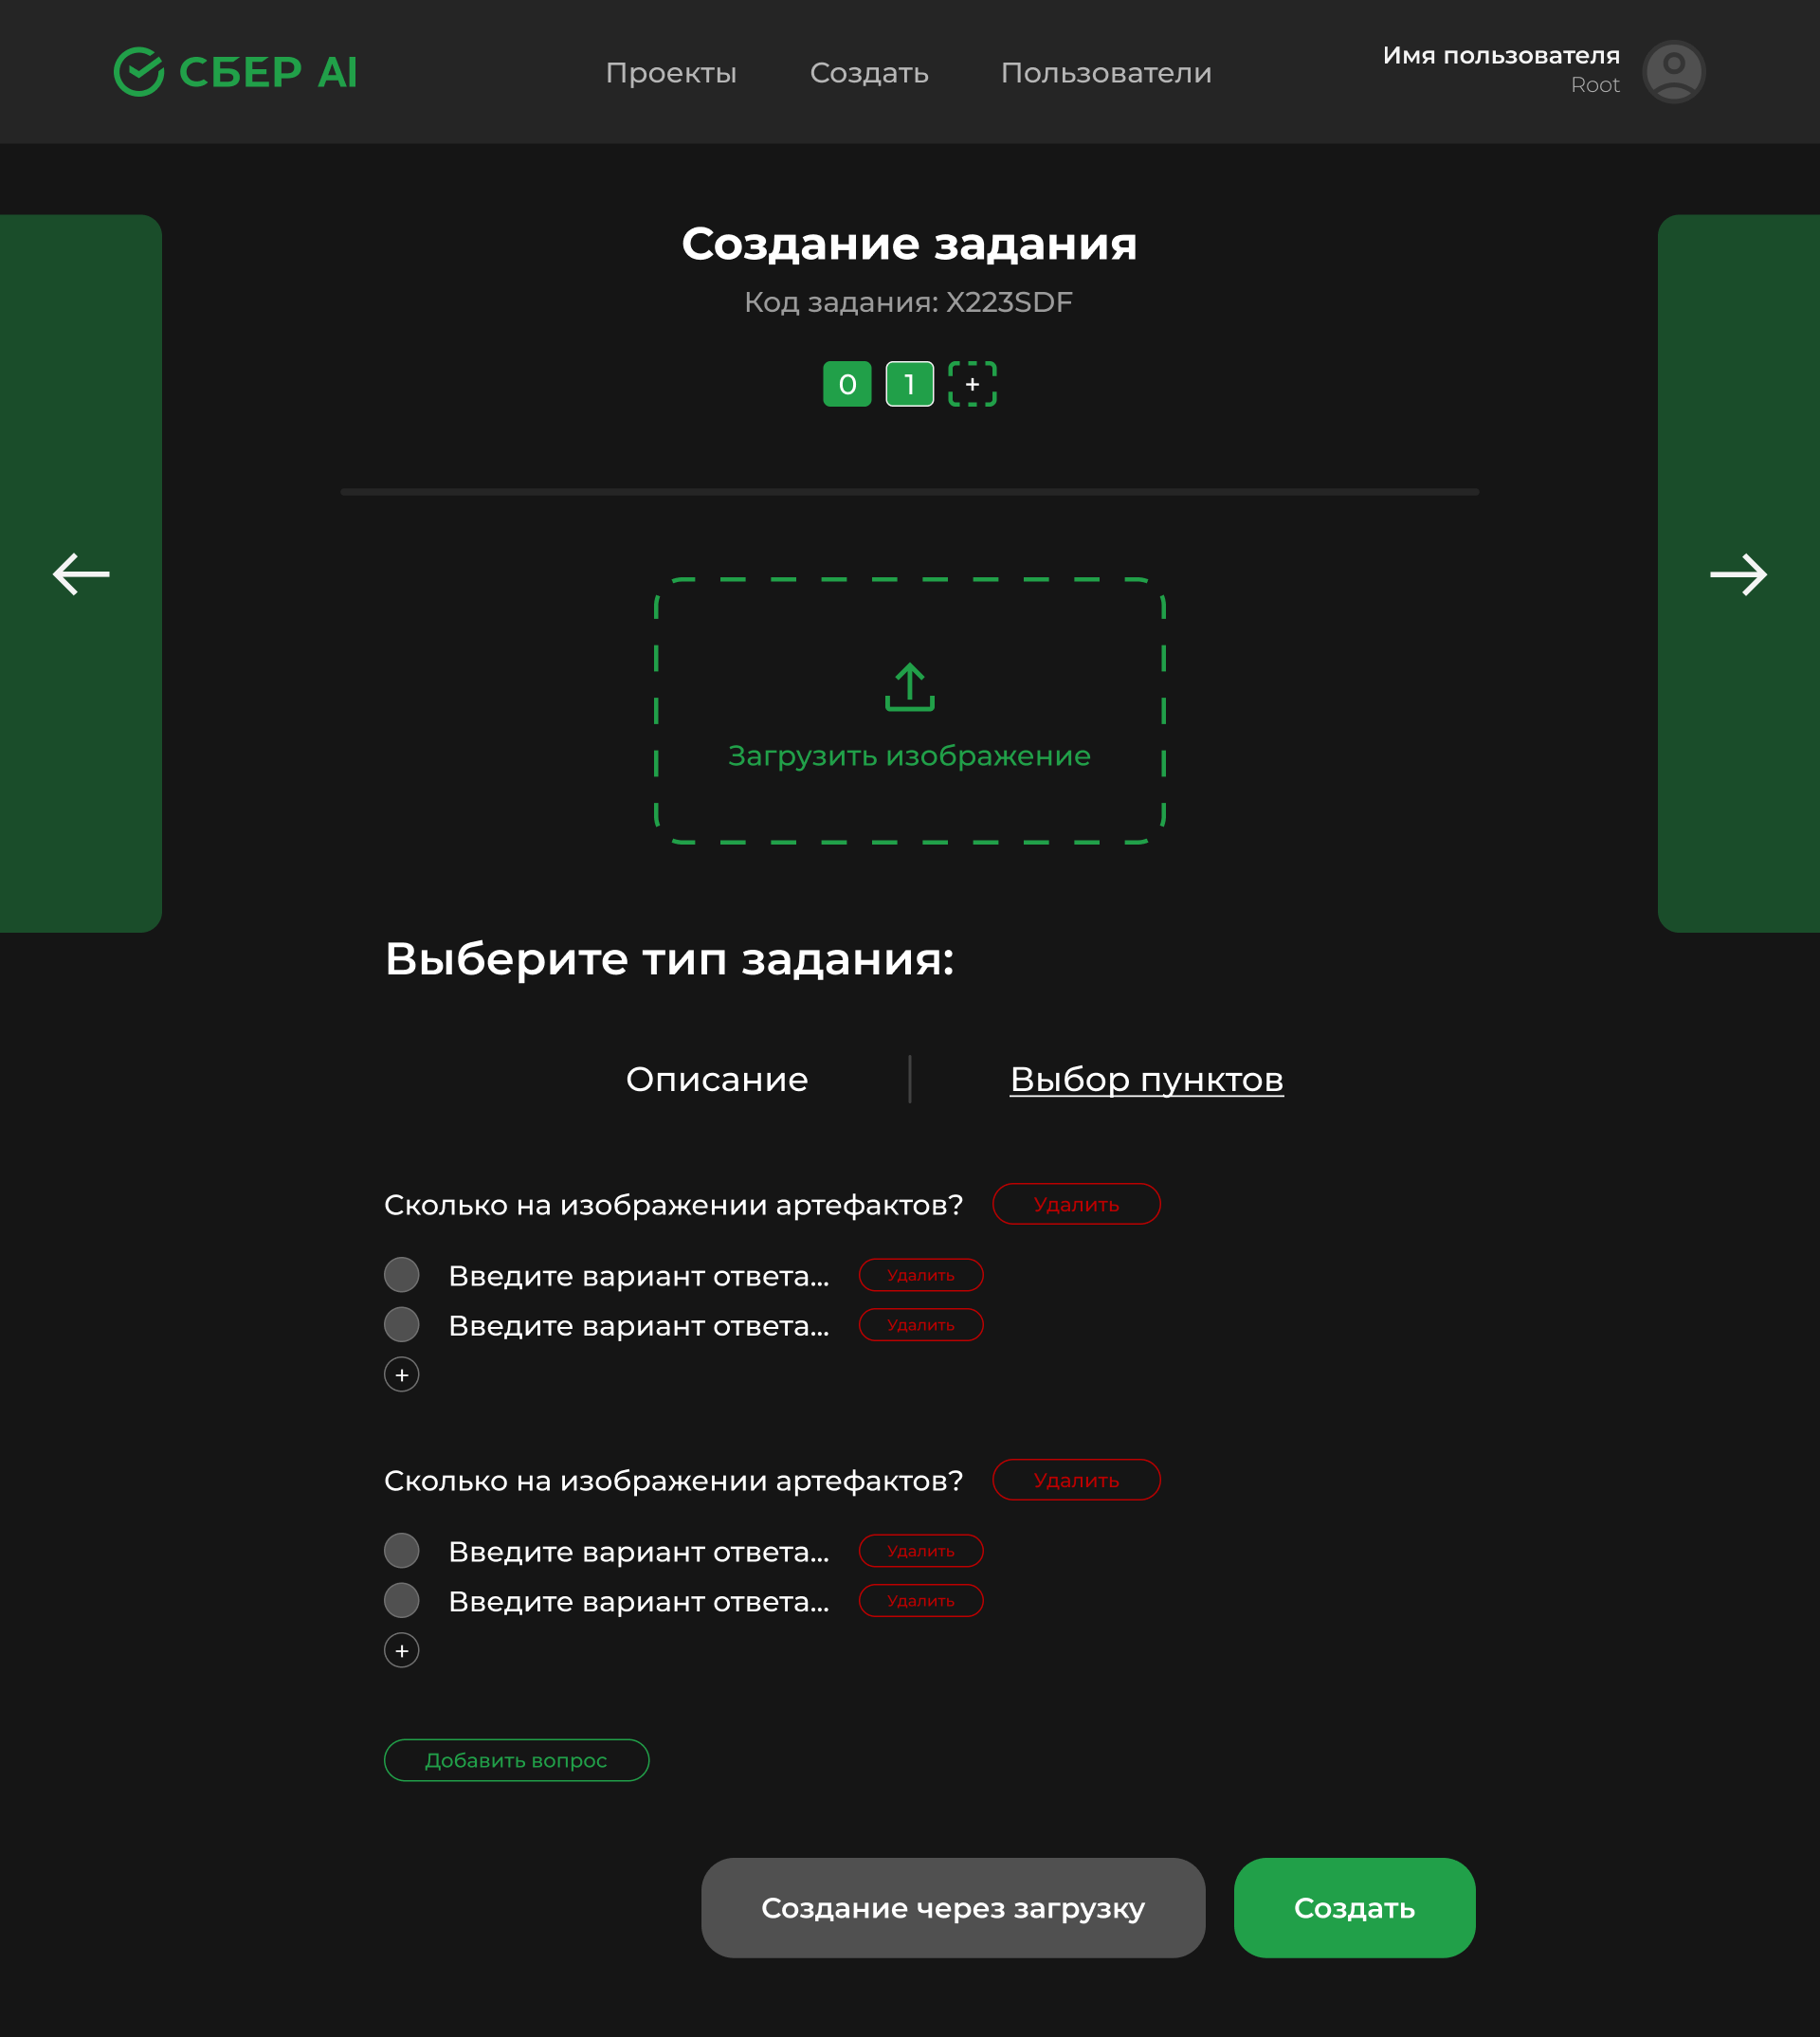 СБЕР AI
Проекты Создать Пользователи
Имя пользователя
Root
Создание задания
Код задания: X223SDF
0 1 +
Загрузить изображение
Выберите тип задания:
Описание Выбор пунктов
Сколько на изображении артефактов? Удалить
Введите вариант ответа... Удалить
Введите вариант ответа... Удалить
+
Сколько на изображении артефактов? Удалить
Введите вариант ответа... Удалить
Введите вариант ответа... Удалить
+
Добавить вопрос
Создание через загрузку Создать